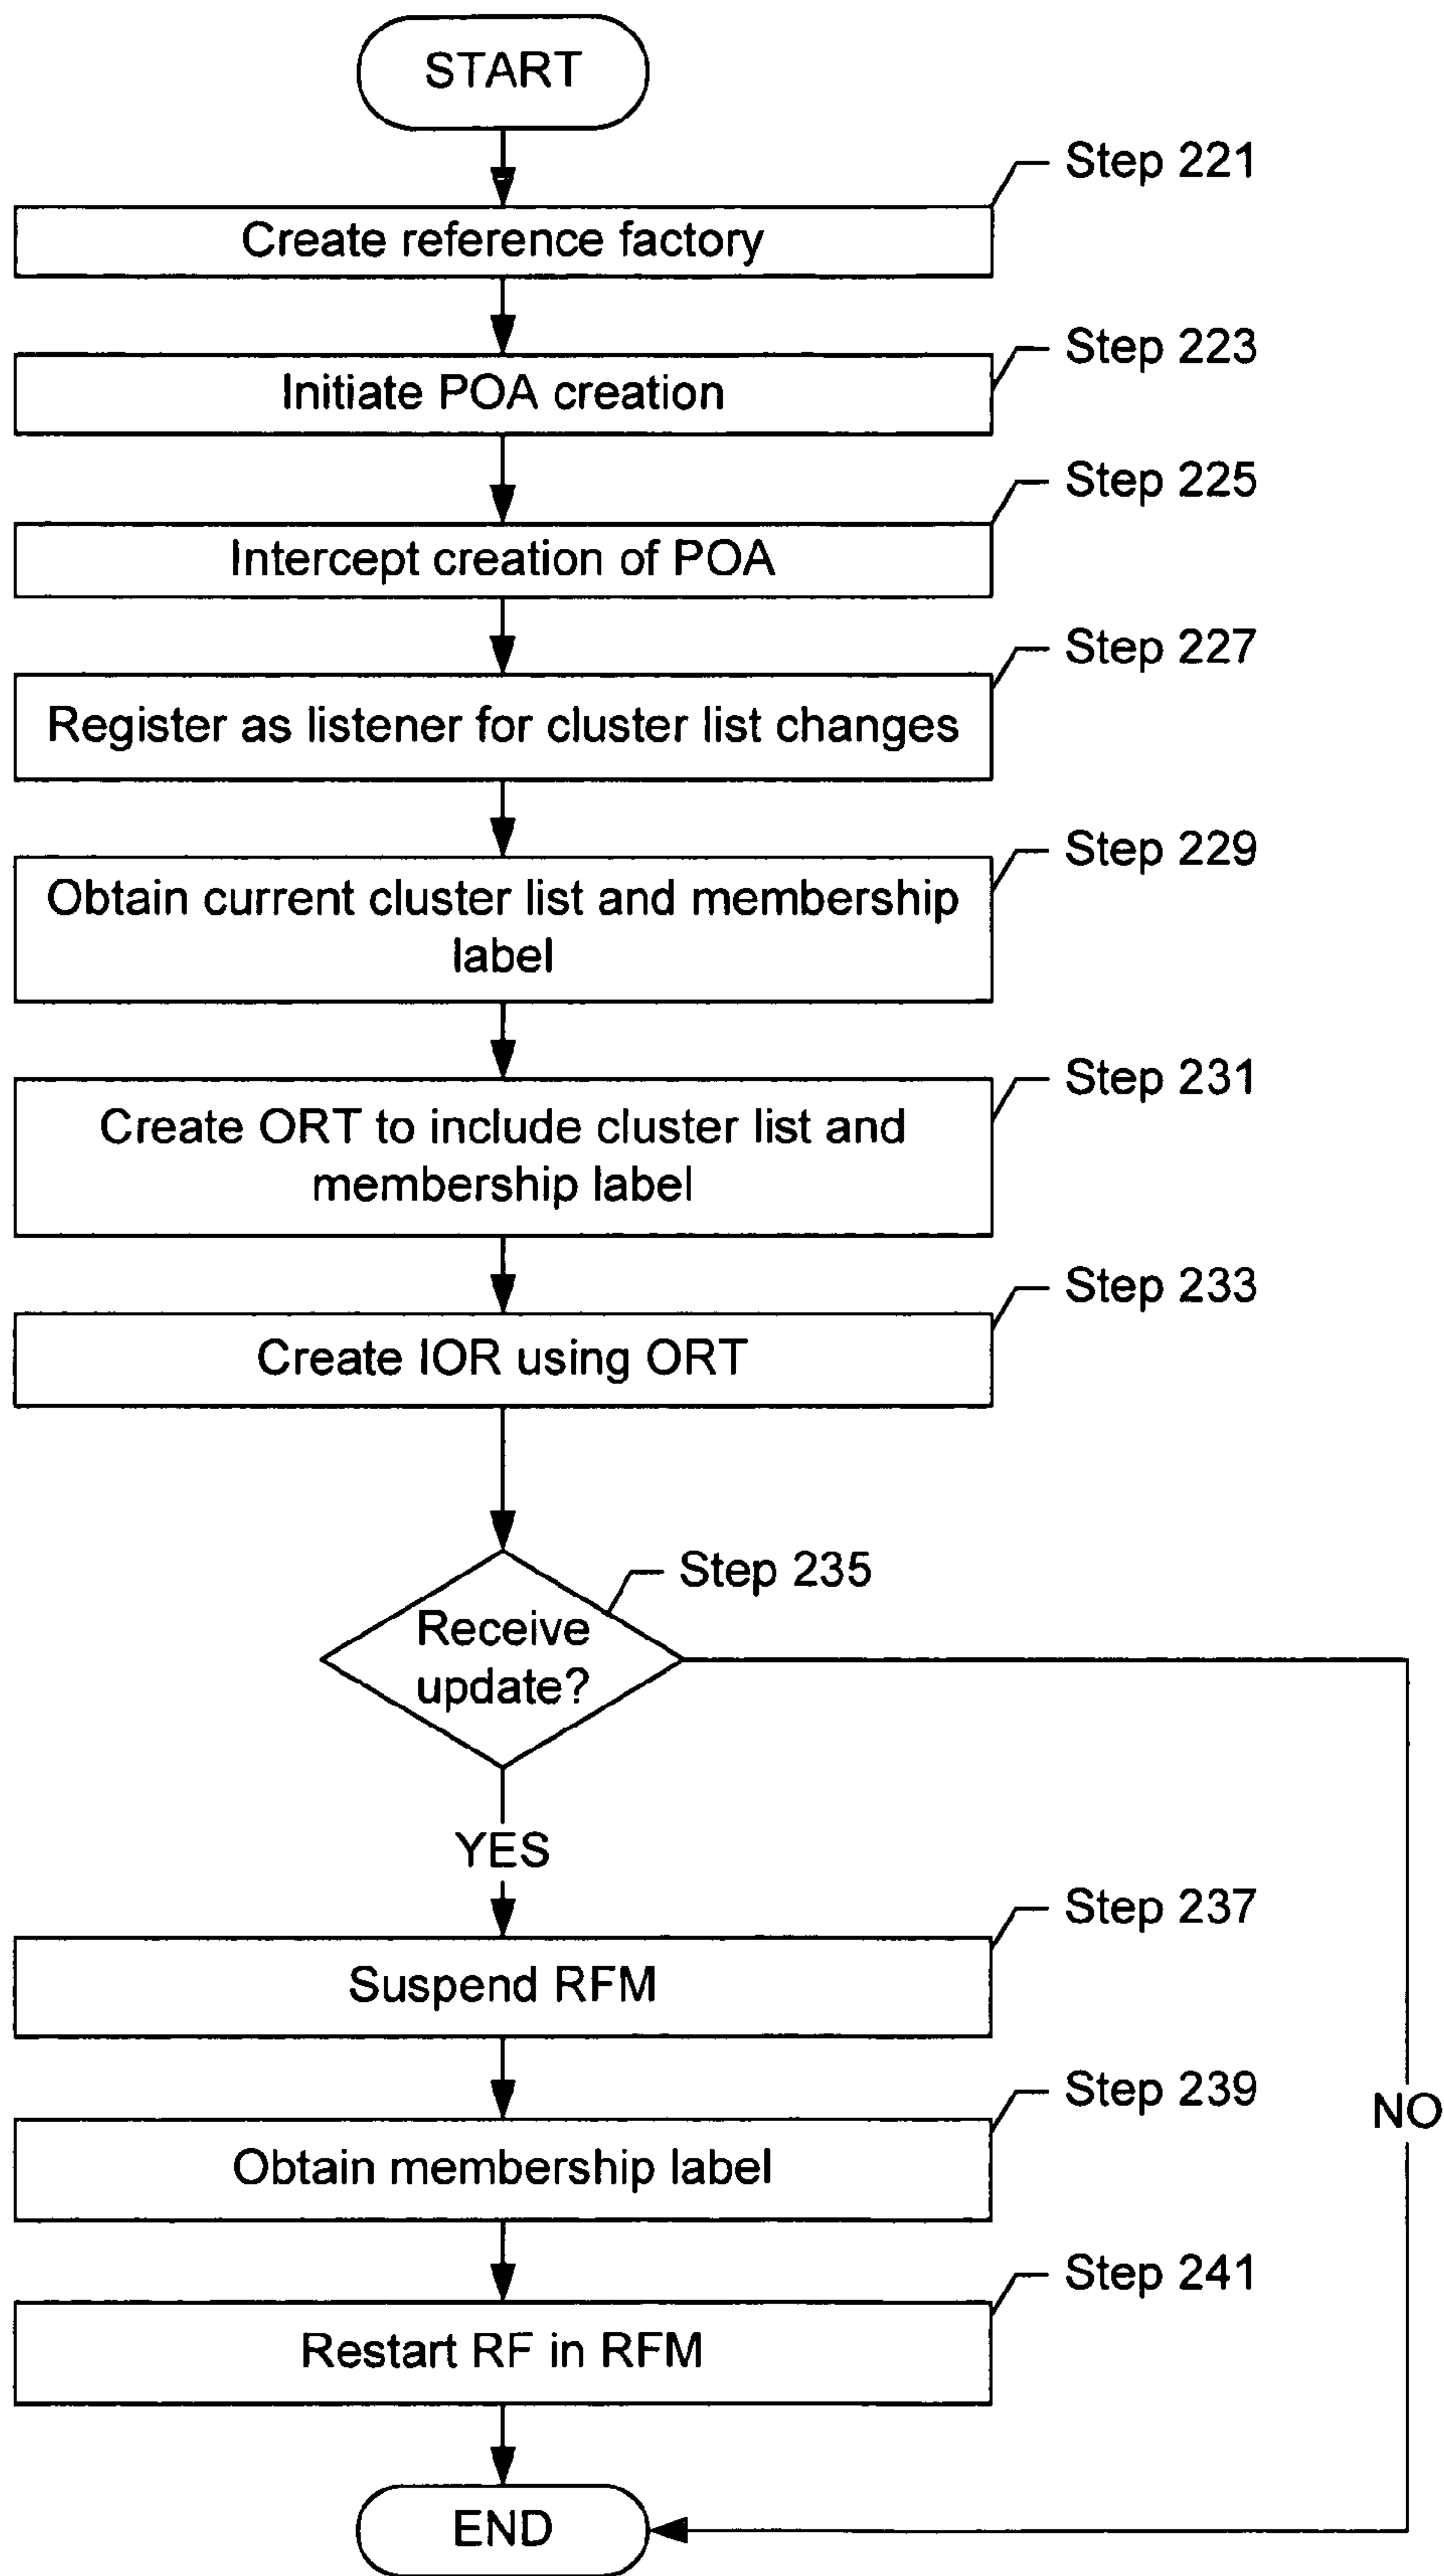 START
Step 221
Create reference factory
Step 223
Initiate POA creation
Step 225
Intercept creation of POA
Step 227
Register as listener for cluster list changes
Step 229
Obtain current cluster list and membership
label
Step 231
Create ORT to include cluster list and
membership label
Step 233
Create IOR using ORT
Step 235
Receive
update?
YES
Step 237
Suspend RFM
Step 239
NO
Obtain membership label
Step 241
Restart RF in RFM
END